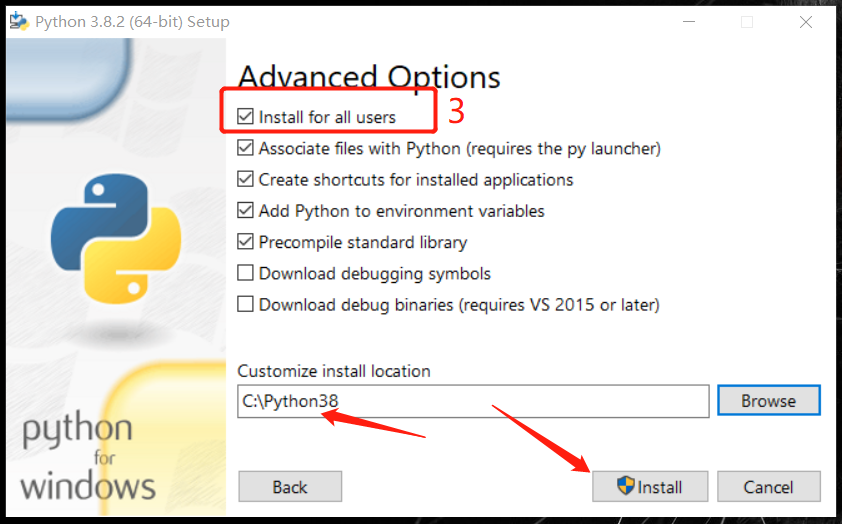 Python 3.8.2 (64-bit) Setup
Advanced Options
Install for all users
3
Associate files with Python (requires the py launcher)
Create shortcuts for installed applications
Add Python to environment variables
Precompile standard library
Download debugging symbols
Download debug binaries (requires VS 2015 or later)
Customize install location
C:\Python38
Browse
python
for
windows
Back
Install
Cancel